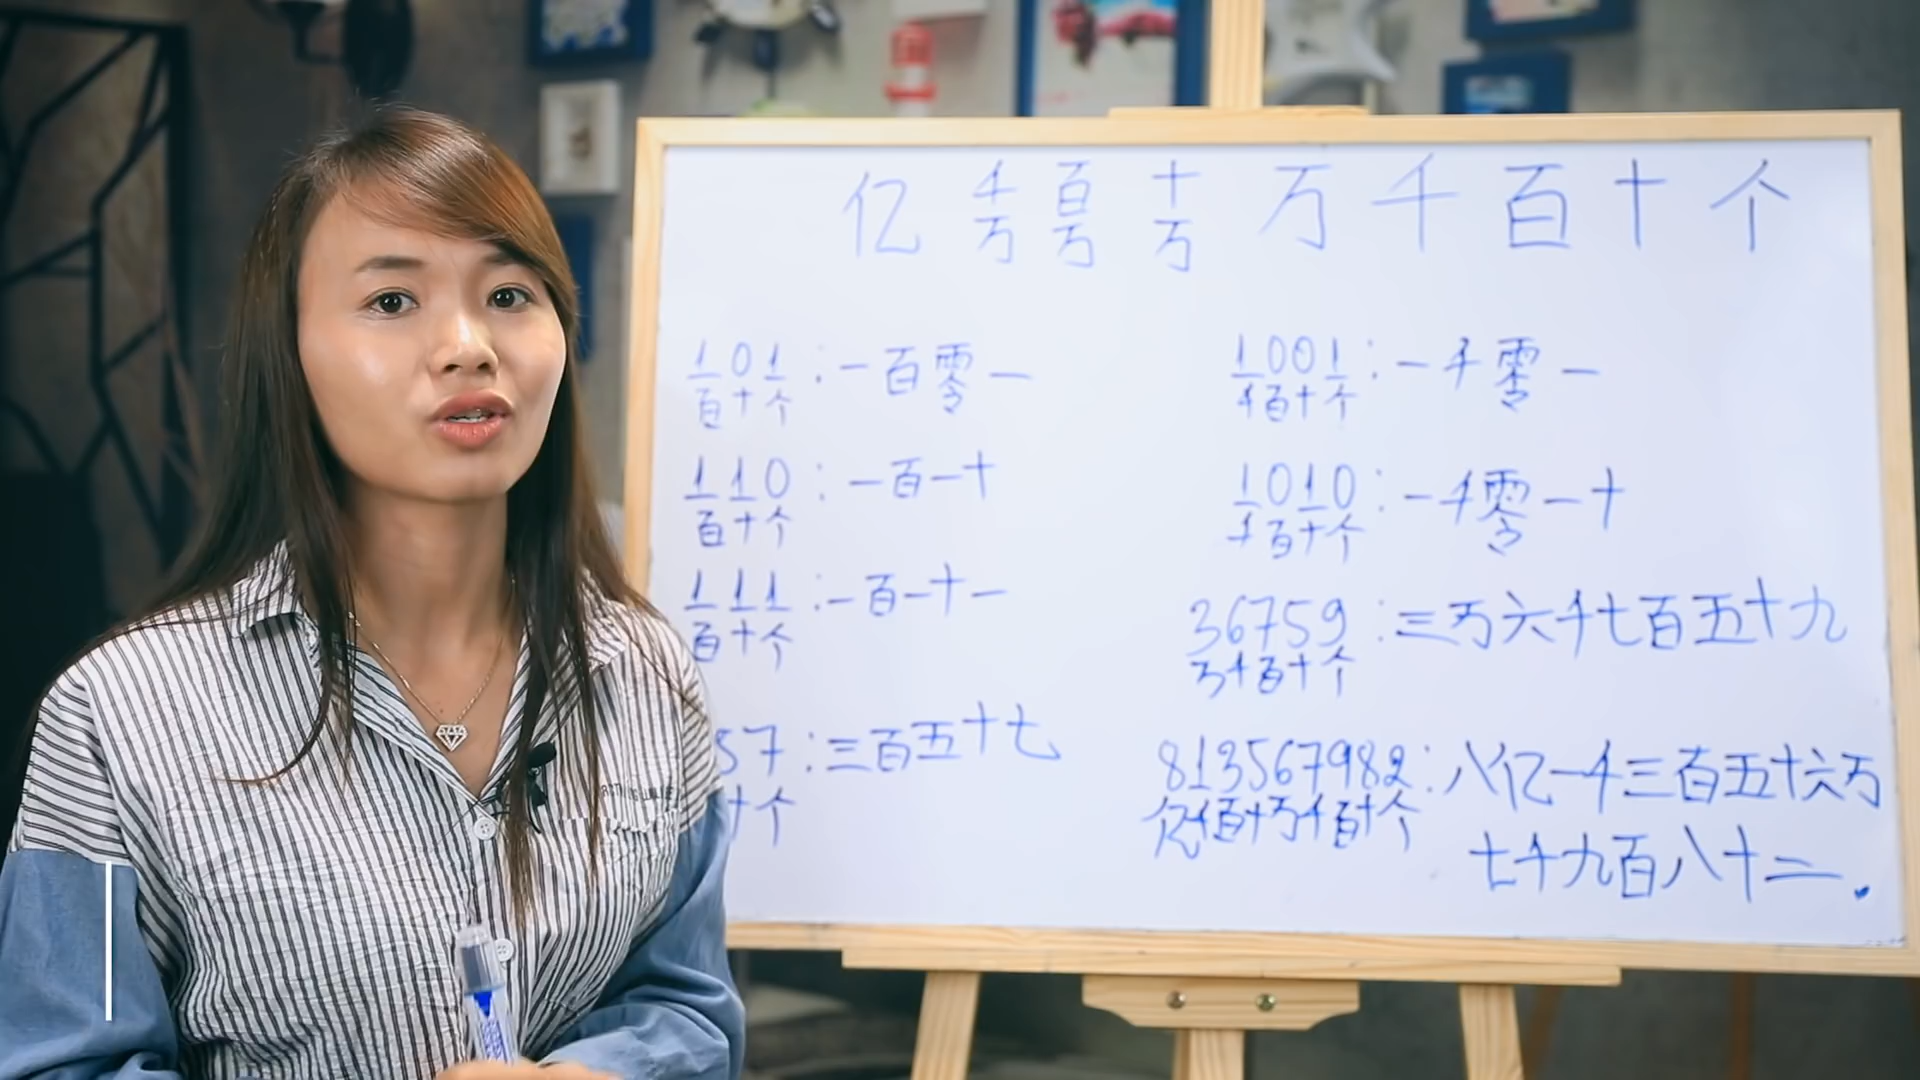 亿 千万 百万 十万 万 千 百 十 个
101：一百零一
百十个
110：一百一十
百十个
111：一百一十一
百十个
57：三百五十七
十个
1001：一千零一
千百十个
1010：一千零一十
千百十个
36759：三万六千七百五十九
万千百十个
813567982：八亿一千三百五十六万
亿千百十万千百十个
七千九百八十二.